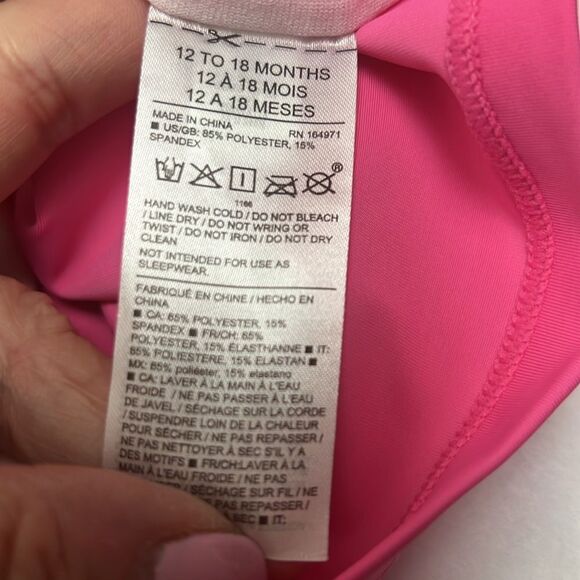 12 TO 18 MONTHS
12 À 18 MOIS
12 A 18 MESES
MADE IN CHINA RN 164971
■ US/GB: 85% POLYESTER, 15%
SPANDEX
1166
HAND WASH COLD / DO NOT BLEACH
/ LINE DRY / DO NOT WRING OR
TWIST / DO NOT IRON / DO NOT DRY
CLEAN
NOT INTENDED FOR USE AS
SLEEPWEAR.
FABRIQUÉ EN CHINE / HECHO EN
CHINA
■ CA: 85% POLYESTER, 15%
SPANDEX ■ FR/CH: 85%
POLYESTER, 15% ÉLASTHANNE ■ IT:
85% POLIESTERE, 15% ELASTAN ■
MX: 85% poliéster, 15% elastano
■ CA: LAVER À LA MAIN À L'EAU
FROIDE / NE PAS PASSER À L'EAU
DE JAVEL / SÉCHAGE SUR LA CORDE
/ SUSPENDRE LOIN DE LA CHALEUR
POUR SÉCHER / NE PAS REPASSER /
NE PAS NETTOYER À SEC S'IL Y A
DES MOTIFS ■ FR/CH:LAVER À LA
MAIN À L'EAU FROIDE / NE PAS
SÉCHAGE SUR FIL / NE
PAS REPASSER /
SEC ■ IT: